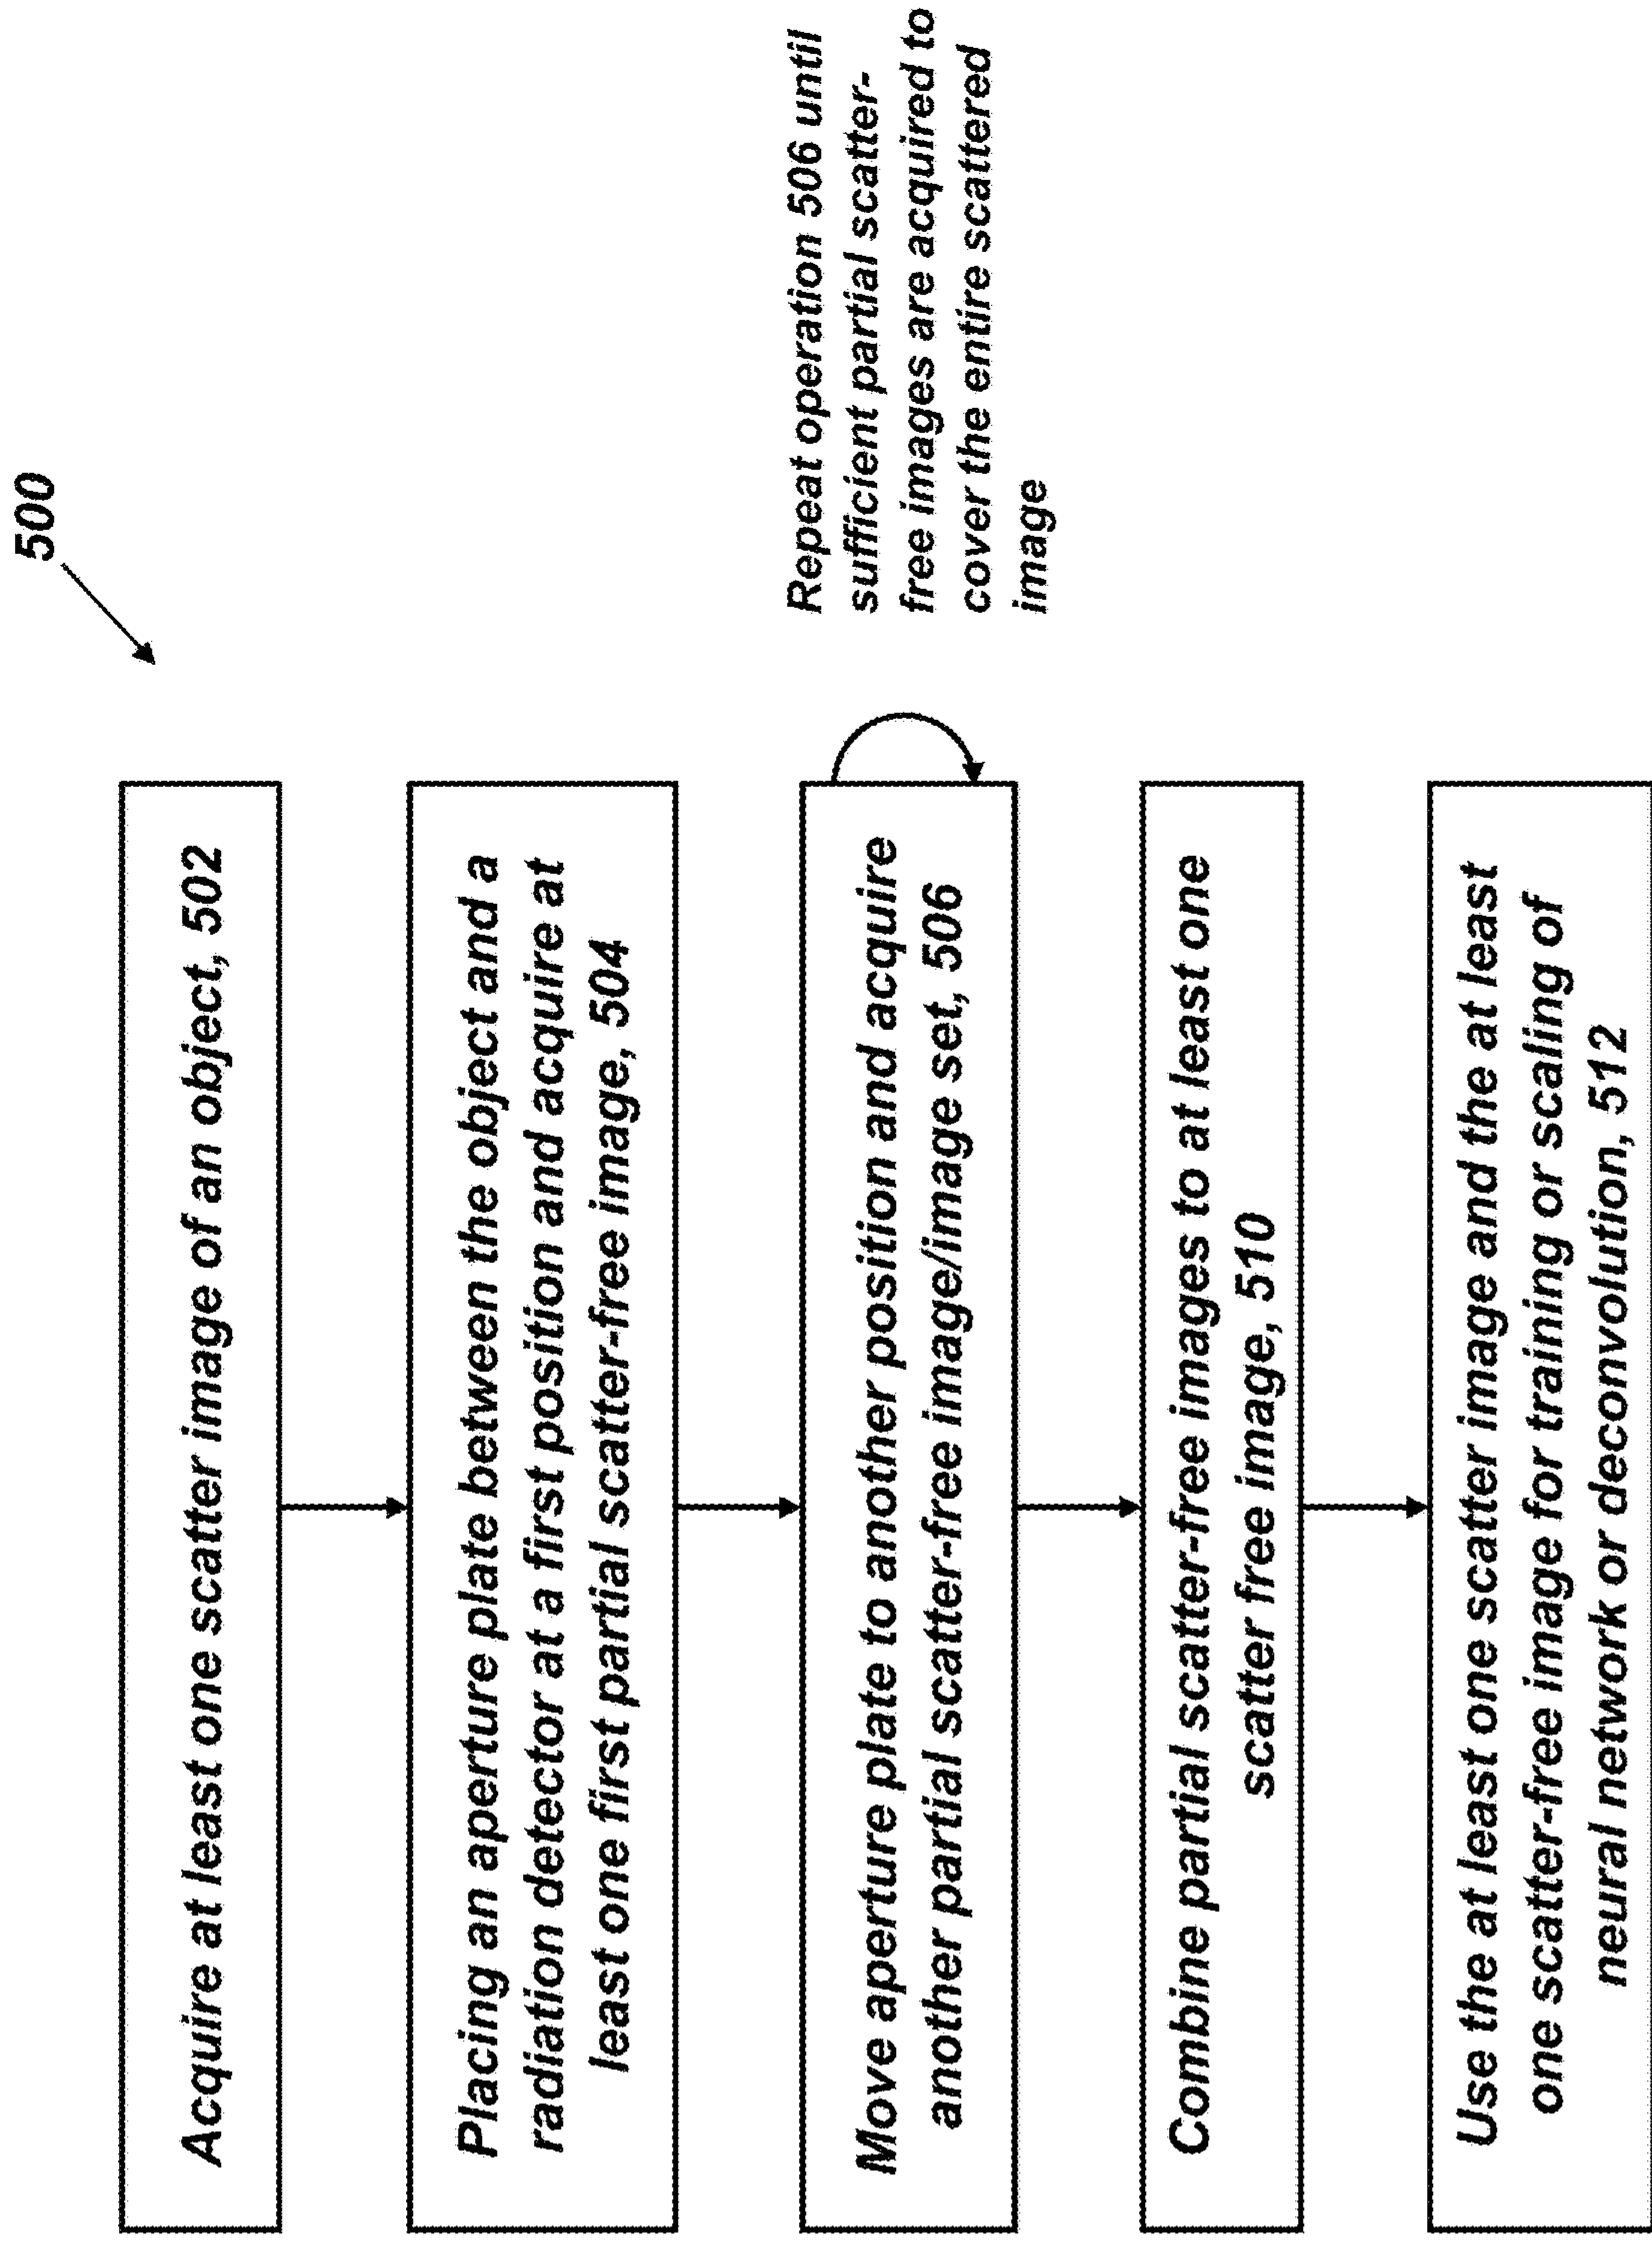 500
Acquire at least one scatter image of an object, 502
Placing an aperture plate between the object and a
radiation detector at a first position and acquire at
least one first partial scatter-free image, 504
Move aperture plate to another position and acquire
another partial scatter-free image/image set, 506
Repeat operation 506 until
sufficient partial scatter-
free images are acquired to
cover the entire scattered
image
Combine partial scatter-free images to at least one
scatter free image, 510
Use the at least one scatter image and the at least
one scatter-free image for training or scaling of
neural network or deconvolution, 512